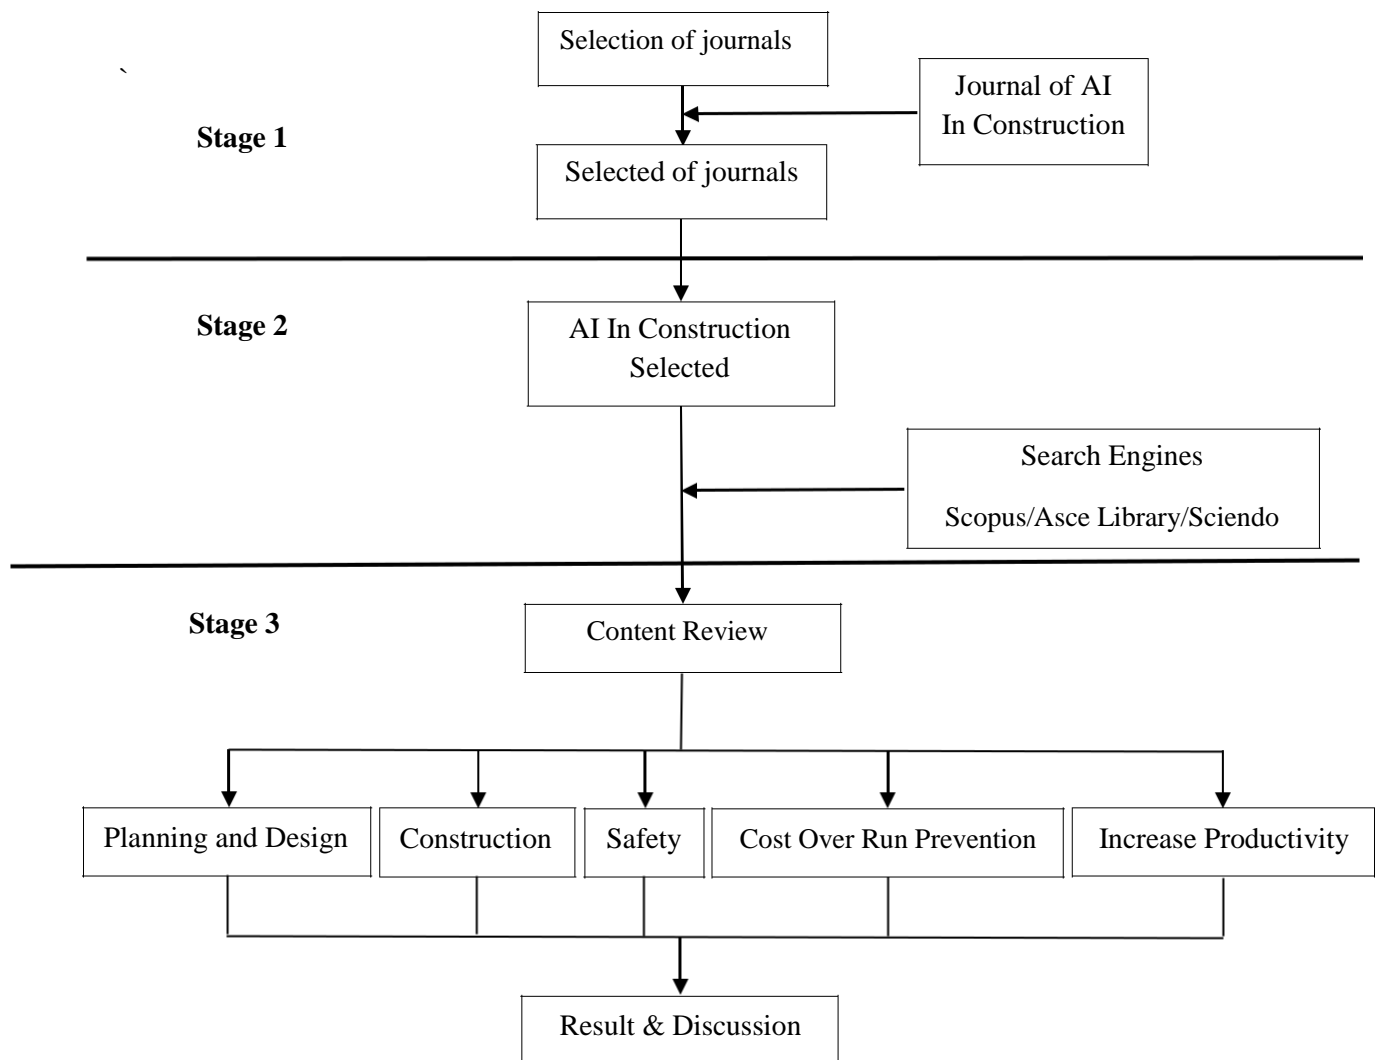 Selection of journals
`
Journal of AI
In Construction
Stage 1
Selected of journals
Stage 2
AI In Construction
Selected
Search Engines
Scopus/Asce Library/Sciendo
Stage 3
Content Review
Planning and Design
Construction
Safety
Cost Over Run Prevention
Increase Productivity
Result & Discussion